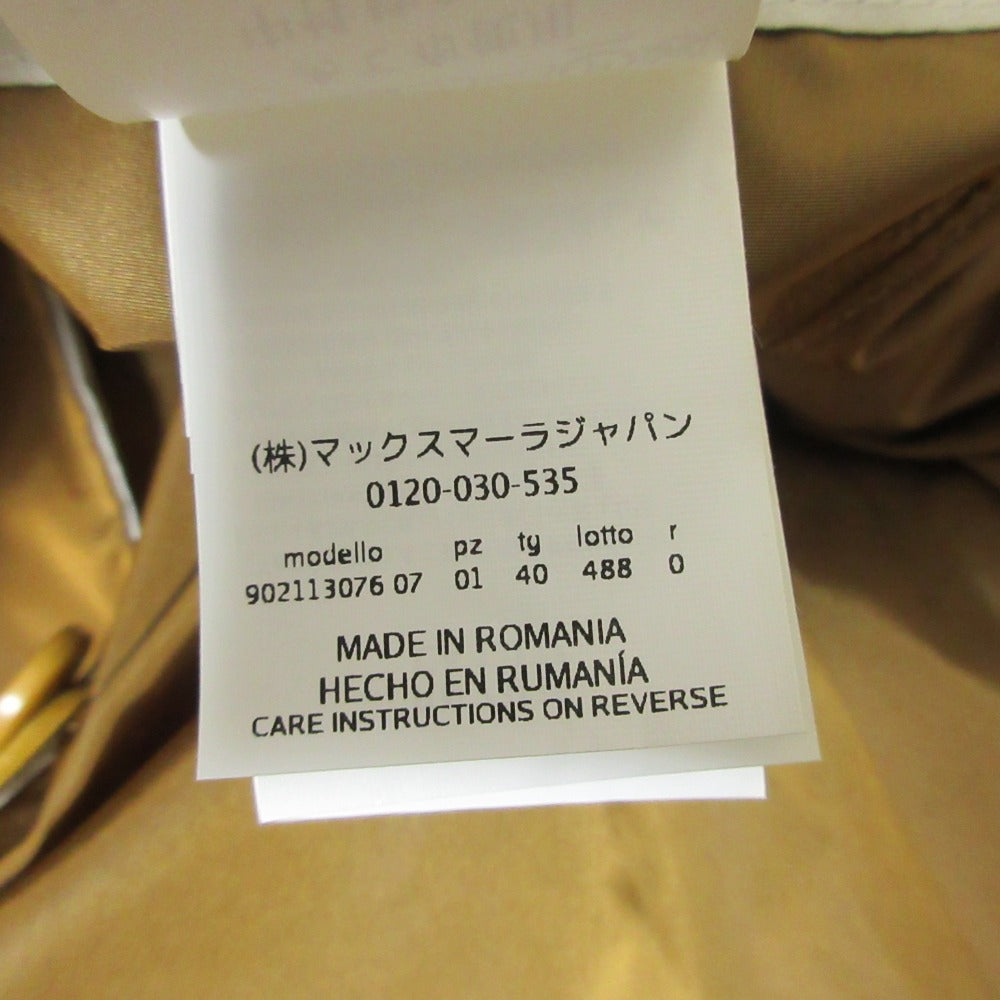 (株)マックスマーラジャパン
0120-030-535
modello pz ty lotto r
902113076 07 01 40 488 0
MADE IN ROMANIA
HECHO EN RUMANÍA
CARE INSTRUCTIONS ON REVERSE